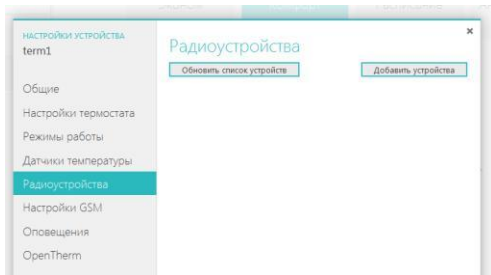 НАСТРОЙКИ УСТРОЙСТВА
term1
Общие
Настройки термостата
Режимы работы
Датчики температуры
Радиоустройства
Настройки GSM
Оповещения
OpenTherm
Радиоустройства
Обновить список устройств
Добавить устройства